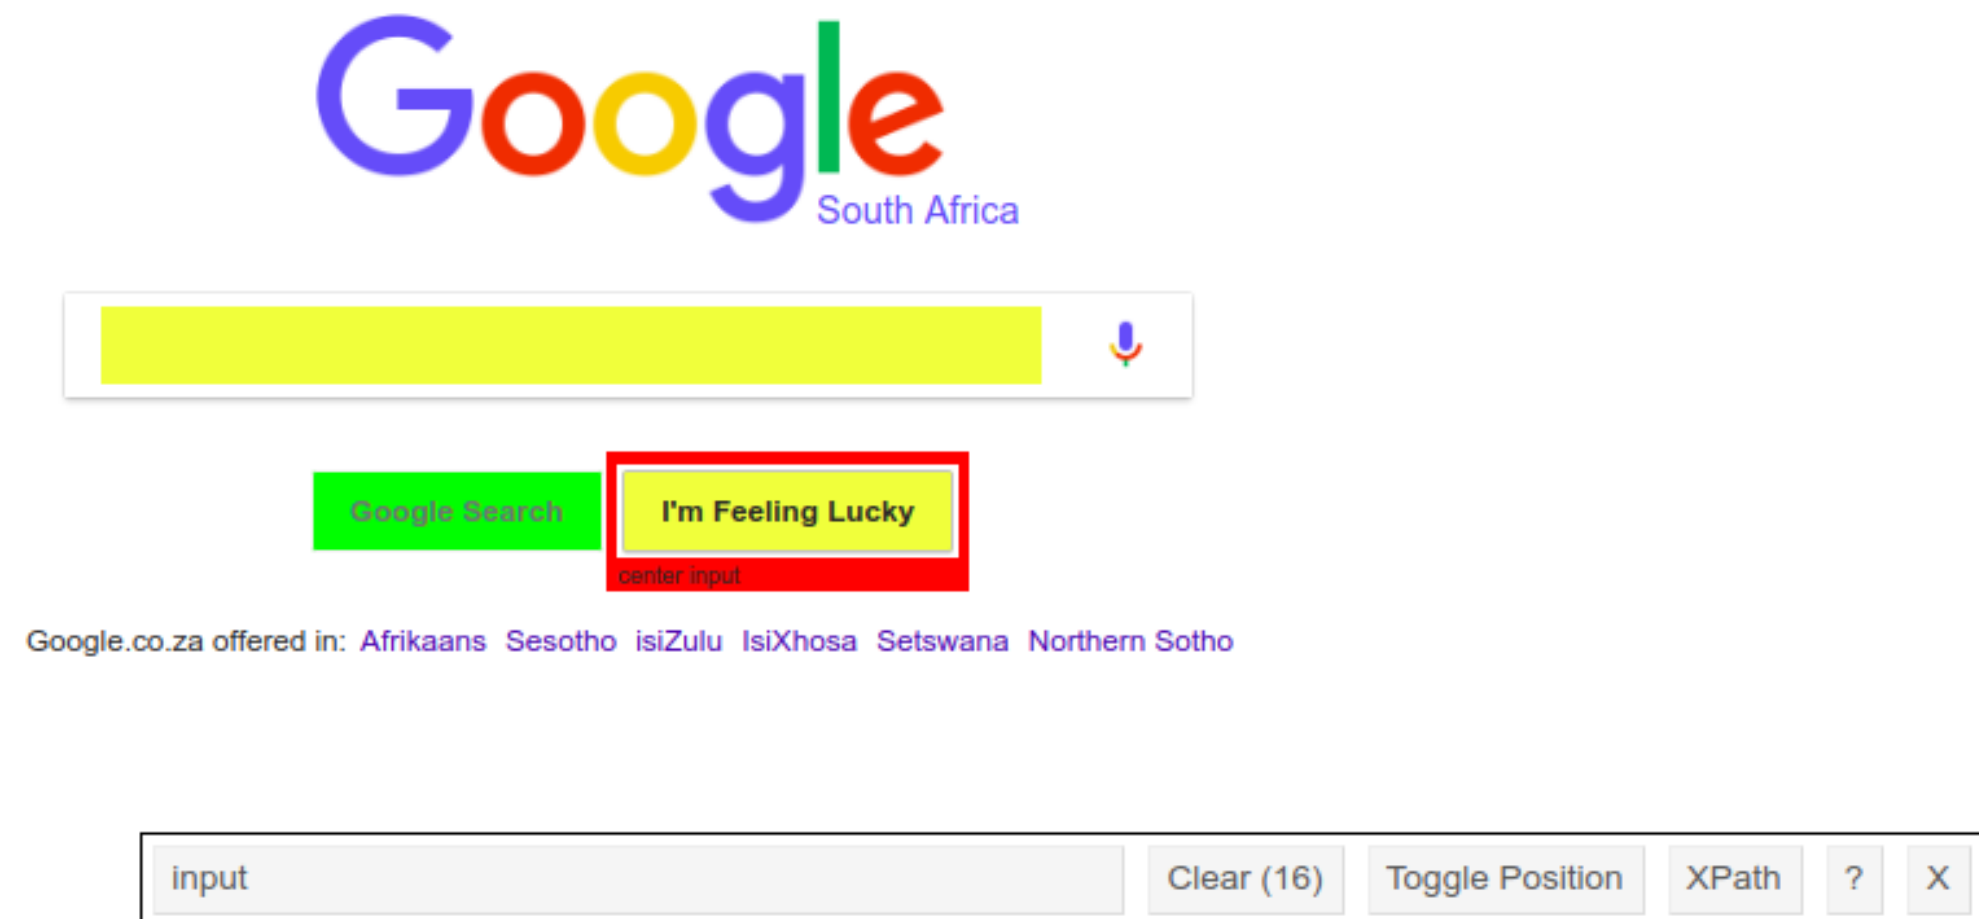 Google
South Africa
Google Search
I'm Feeling Lucky
center input
Google.co.za offered in: Afrikaans Sesotho isiZulu IsiXhosa Setswana Northern Sotho
input Clear (16) Toggle Position XPath ? X